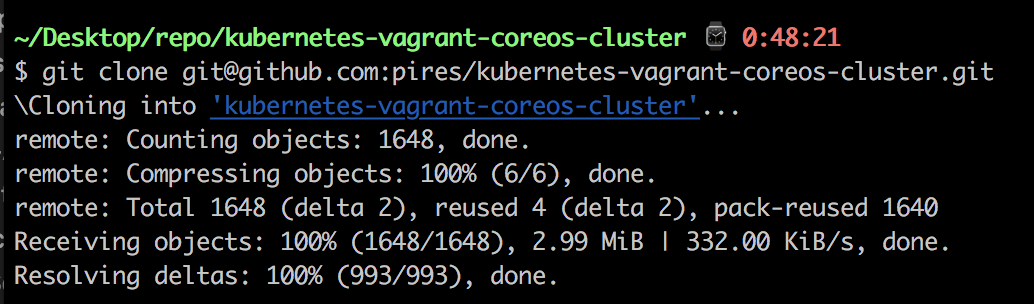 ~/Desktop/repo/kubernetes-vagrant-coreos-cluster ⌚ 0:48:21
$ git clone git@github.com:pires/kubernetes-vagrant-coreos-cluster.git
\Cloning into 'kubernetes-vagrant-coreos-cluster'...
remote: Counting objects: 1648, done.
remote: Compressing objects: 100% (6/6), done.
remote: Total 1648 (delta 2), reused 4 (delta 2), pack-reused 1640
Receiving objects: 100% (1648/1648), 2.99 MiB | 332.00 KiB/s, done.
Resolving deltas: 100% (993/993), done.